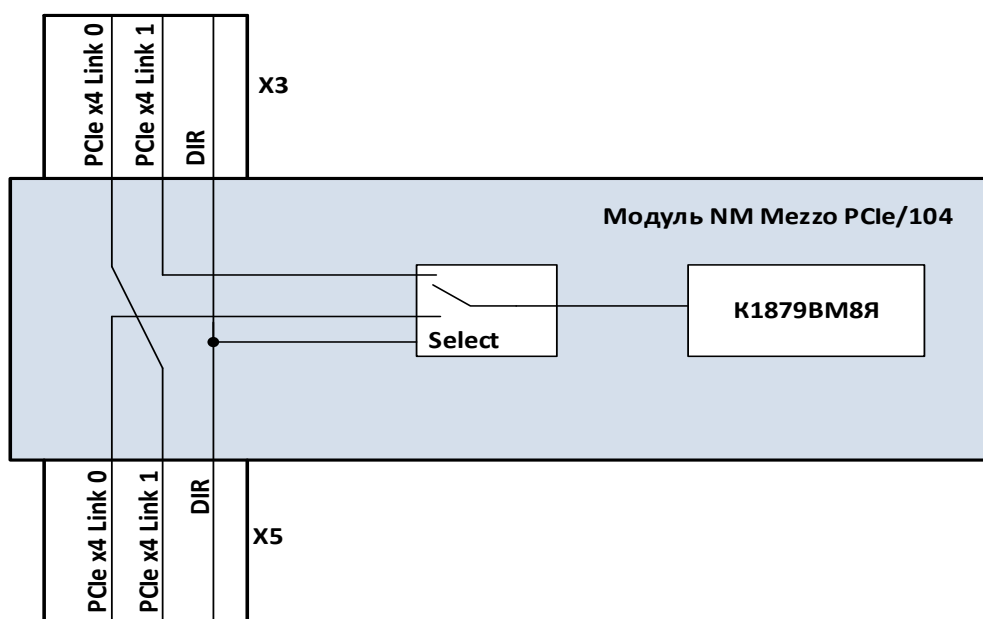 PCIe x4 Link 0
PCIe x4 Link 1
DIR
X3
Модуль NM Mezzo PCIe/104
К1879ВМ8Я
Select
PCIe x4 Link 0
PCIe x4 Link 1
DIR
X5